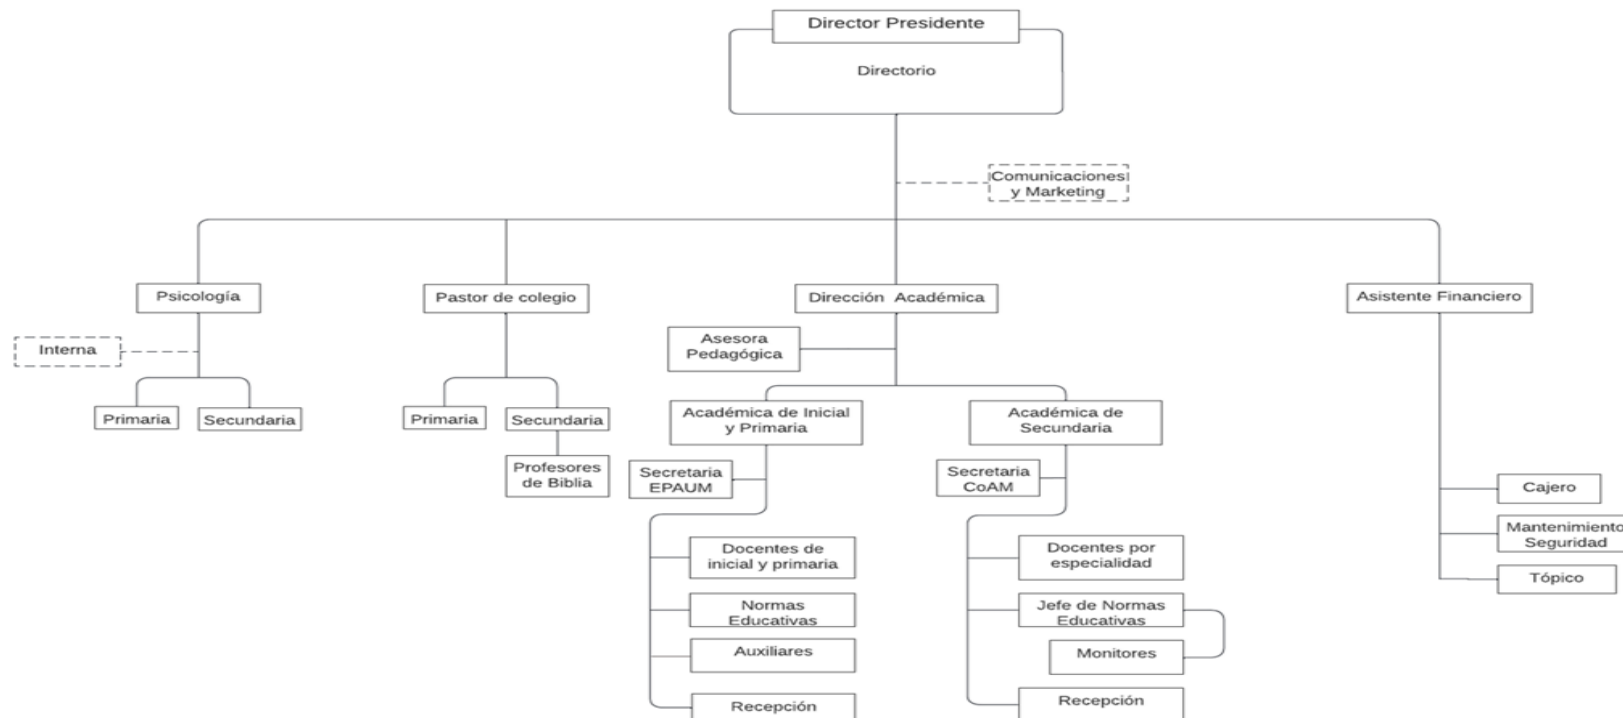 Director Presidente
Directorio
Comunicaciones
y Marketing
Psicología
Pastor de colegio
Dirección Académica
Asistente Financiero
Interna
Asesora
Pedagógica
Primaria
Secundaria
Primaria
Secundaria
Profesores
de Biblia
Académica de Inicial
y Primaria
Académica de
Secundaria
Secretaria
EPAUM
Secretaria
CoAM
Cajero
Mantenimiento
Seguridad
Tópico
Docentes de
inicial y primaria
Normas
Educativas
Auxiliares
Recepción
Docentes por
especialidad
Jefe de Normas
Educativas
Monitores
Recepción